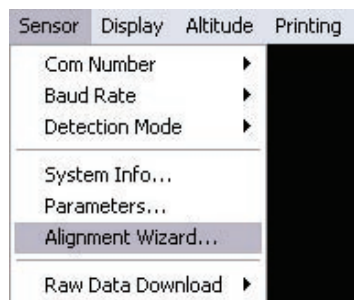 Sensor Display Altitude Printing
Com Number
Baud Rate
Detection Mode
System Info...
Parameters...
Alignment Wizard...
Raw Data Download